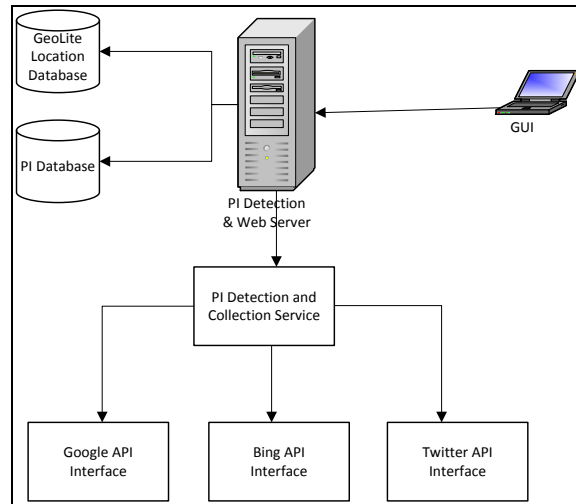 GeoLite
Location
Database
PI Database
PI Detection
& Web Server
GUI
PI Detection and
Collection Service
Google API
Interface
Bing API
Interface
Twitter API
Interface